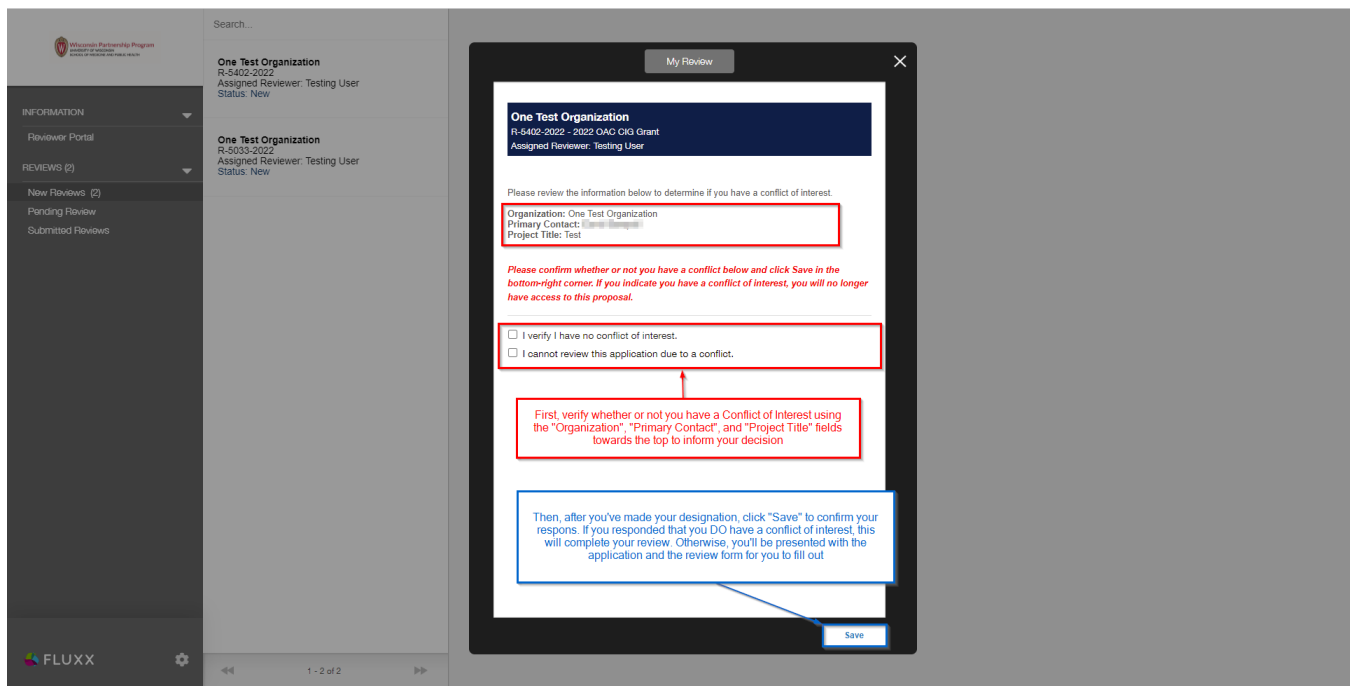 Wisconsin Partnership Program
UNIVERSITY OF WISCONSIN
SCHOOL OF MEDICINE AND PUBLIC HEALTH
INFORMATION
Reviewer Portal
REVIEWS (2)
New Reviews (2)
Pending Review
Submitted Reviews
FLUXX
Search...
One Test Organization
R-5402-2022
Assigned Reviewer: Testing User
Status: New
One Test Organization
R-5033-2022
Assigned Reviewer: Testing User
Status: New
1 - 2 of 2
My Review
One Test Organization
R-5402-2022 - 2022 OAC CIG Grant
Assigned Reviewer: Testing User
Please review the information below to determine if you have a conflict of interest.
Organization: One Test Organization
Primary Contact:
Project Title: Test
Please confirm whether or not you have a conflict below and click Save in the
bottom-right corner. If you indicate you have a conflict of interest, you will no longer
have access to this proposal.
I verify I have no conflict of interest.
I cannot review this application due to a conflict.
First, verify whether or not you have a Conflict of Interest using
the "Organization", "Primary Contact", and "Project Title" fields
towards the top to inform your decision
Then, after you've made your designation, click "Save" to confirm your
respons. If you responded that you DO have a conflict of interest, this
will complete your review. Otherwise, you'll be presented with the
application and the review form for you to fill out
Save